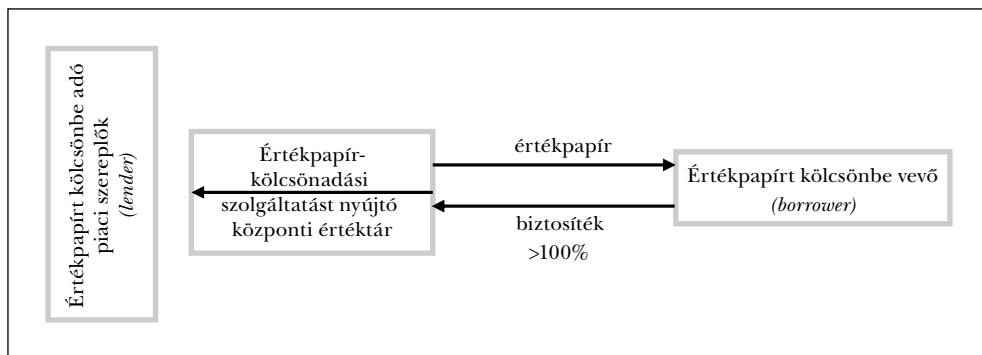 Értékpapírt kölcsönbe adó
piaci szereplők
(lender)
Értékpapír-
kölcsönadási
szolgáltatást nyújtó
központi értéktár
értékpapír
biztosíték
>100%
Értékpapírt kölcsönbe vevő
(borrower)